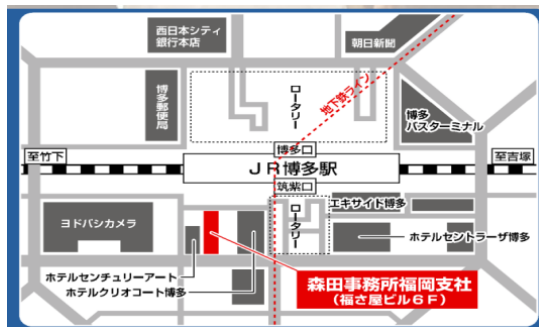 西日本シティ
銀行本店
朝日新聞
博多郵便局
ロータリー
地下鉄ライン
博多
バスターミナル
博多口
至竹下
JR博多駅
至吉塚
筑紫口
ヨドバシカメラ
ロータリー
エキサイド博多
ホテルセントラーザ博多
ホテルセンチュリーアート
ホテルクリオコート博多
森田事務所福岡支社
(福さ屋ビル6F)